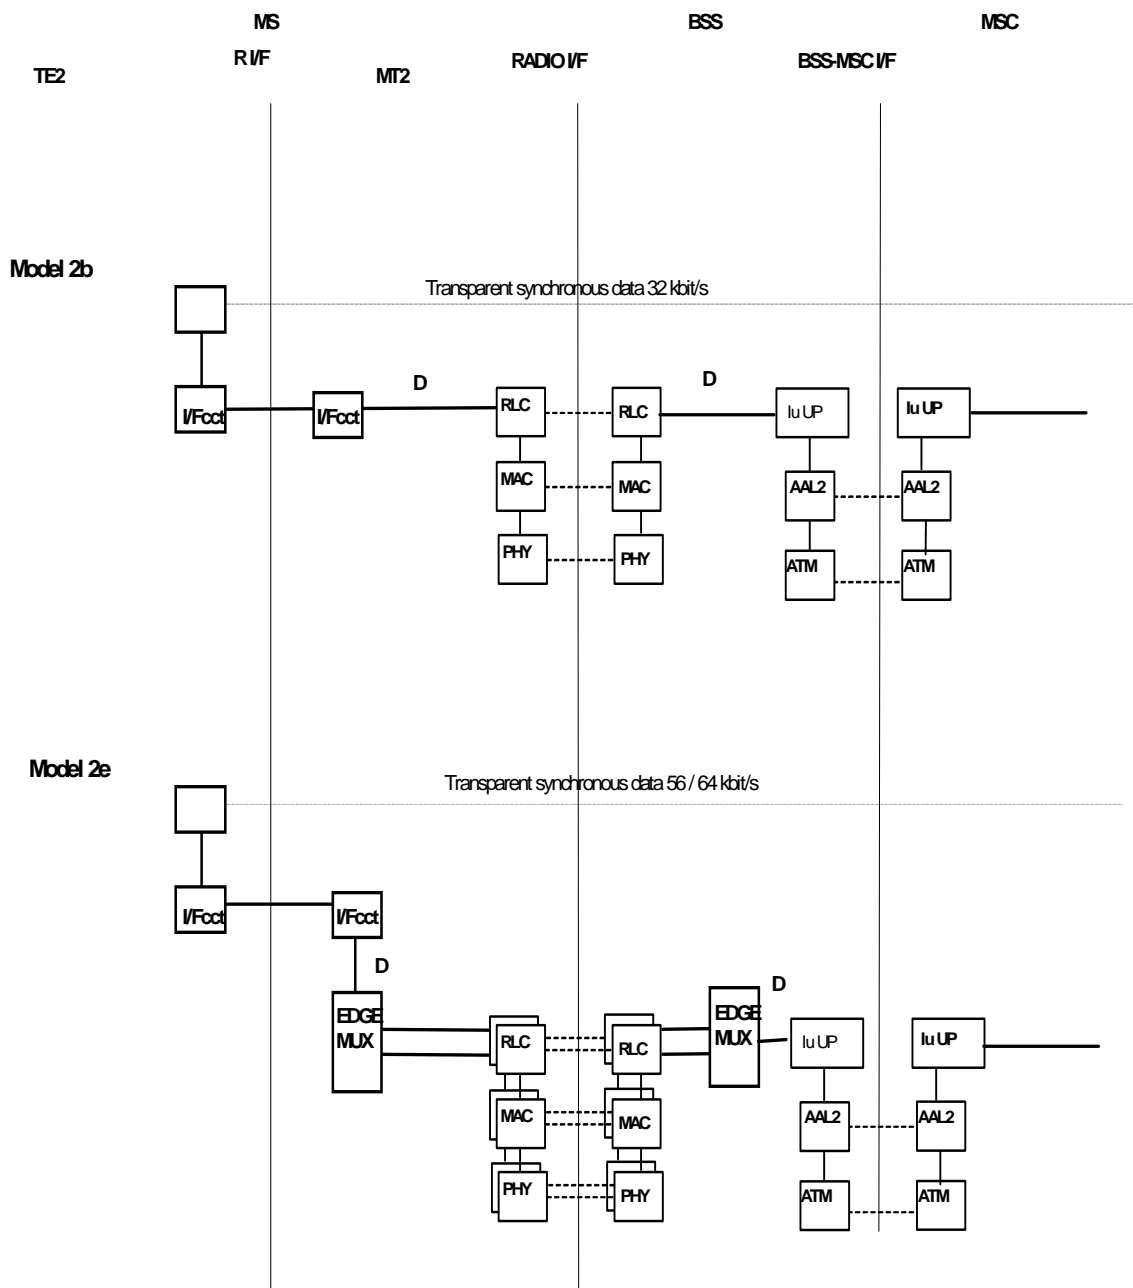 MS BSS MSC
R I/F RADIO I/F BSS-MSC I/F
TE2 MT2
Model 2b
Transparent synchronous data 32 kbit/s
D D
I/Fcct I/Fcct RLC RLC Iu UP Iu UP
MAC MAC AAL2 AAL2
PHY PHY ATM ATM
Model 2e
Transparent synchronous data 56 / 64 kbit/s
I/Fcct I/Fcct
D D
EDGE EDGE
MUX RLC RLC MUX Iu UP Iu UP
MAC MAC AAL2 AAL2
PHY PHY ATM ATM